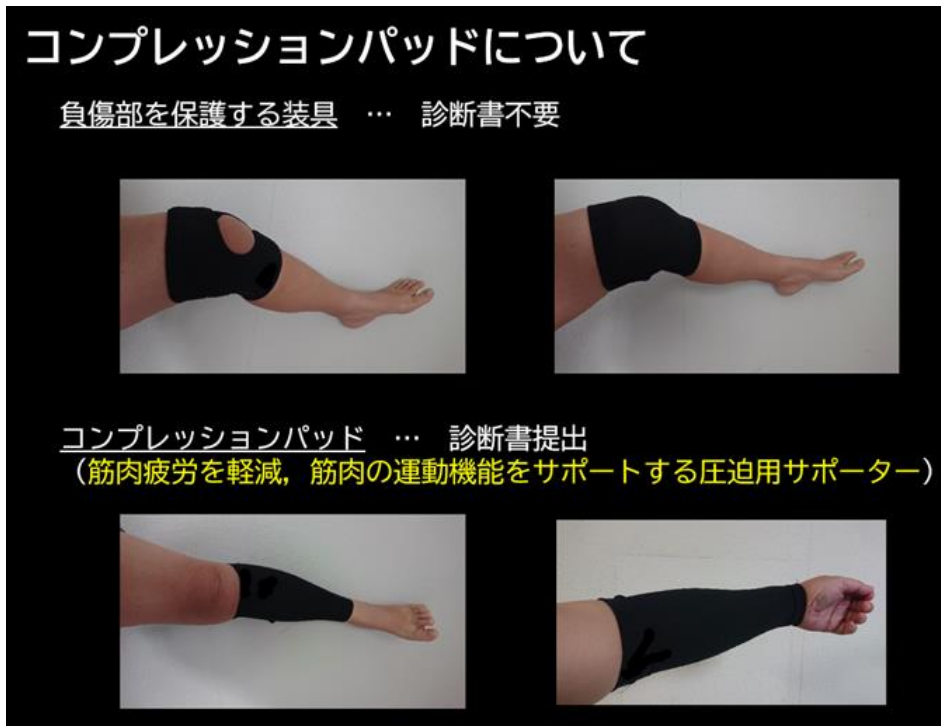 コンプレッションパッドについて
負傷部を保護する装具　…　診断書不要
コンプレッションパッド　…　診断書提出
（筋肉疲労を軽減，筋肉の運動機能をサポートする圧迫用サポーター）